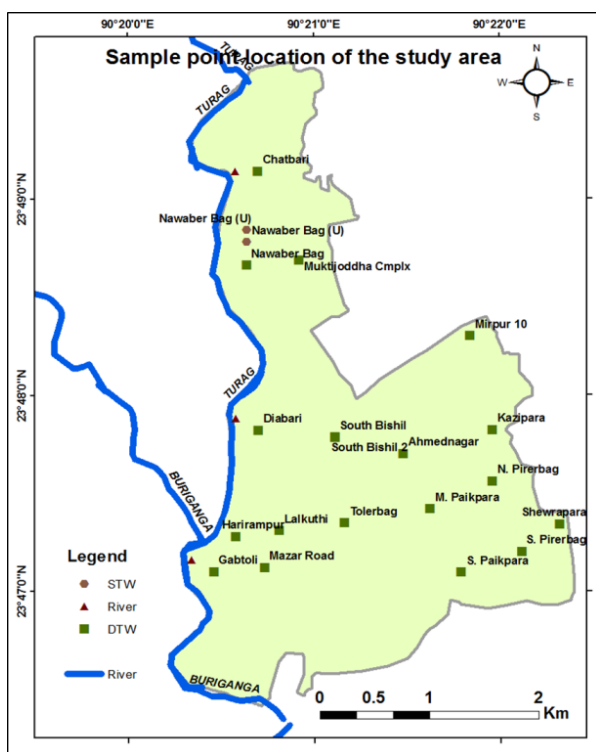 90°20'0"E
90°21'0"E
90°22'0"E
Sample point location of the study area
N
W
E
S
TURAG
TURAG
Chatbari
23°49'0"N
Nawaber Bag (U)
Nawaber Bag (U)
Nawaber Bag
Muktijoddha Cmplx
Mirpur 10
TURAG
23°48'0"N
Diabari
South Bishil
South Bishil 2
Ahmednagar
Kazipara
N. Pirerbag
M. Paikpara
BURIGANGA
Harirampur
Lalkuthi
Tolerbag
Shewrapara
S. Pirerbag
Legend
Gabtoli
Mazar Road
S. Paikpara
23°47'0"N
STW
River
DTW
River
BURIGANGA
0 0.5 1 2
Km